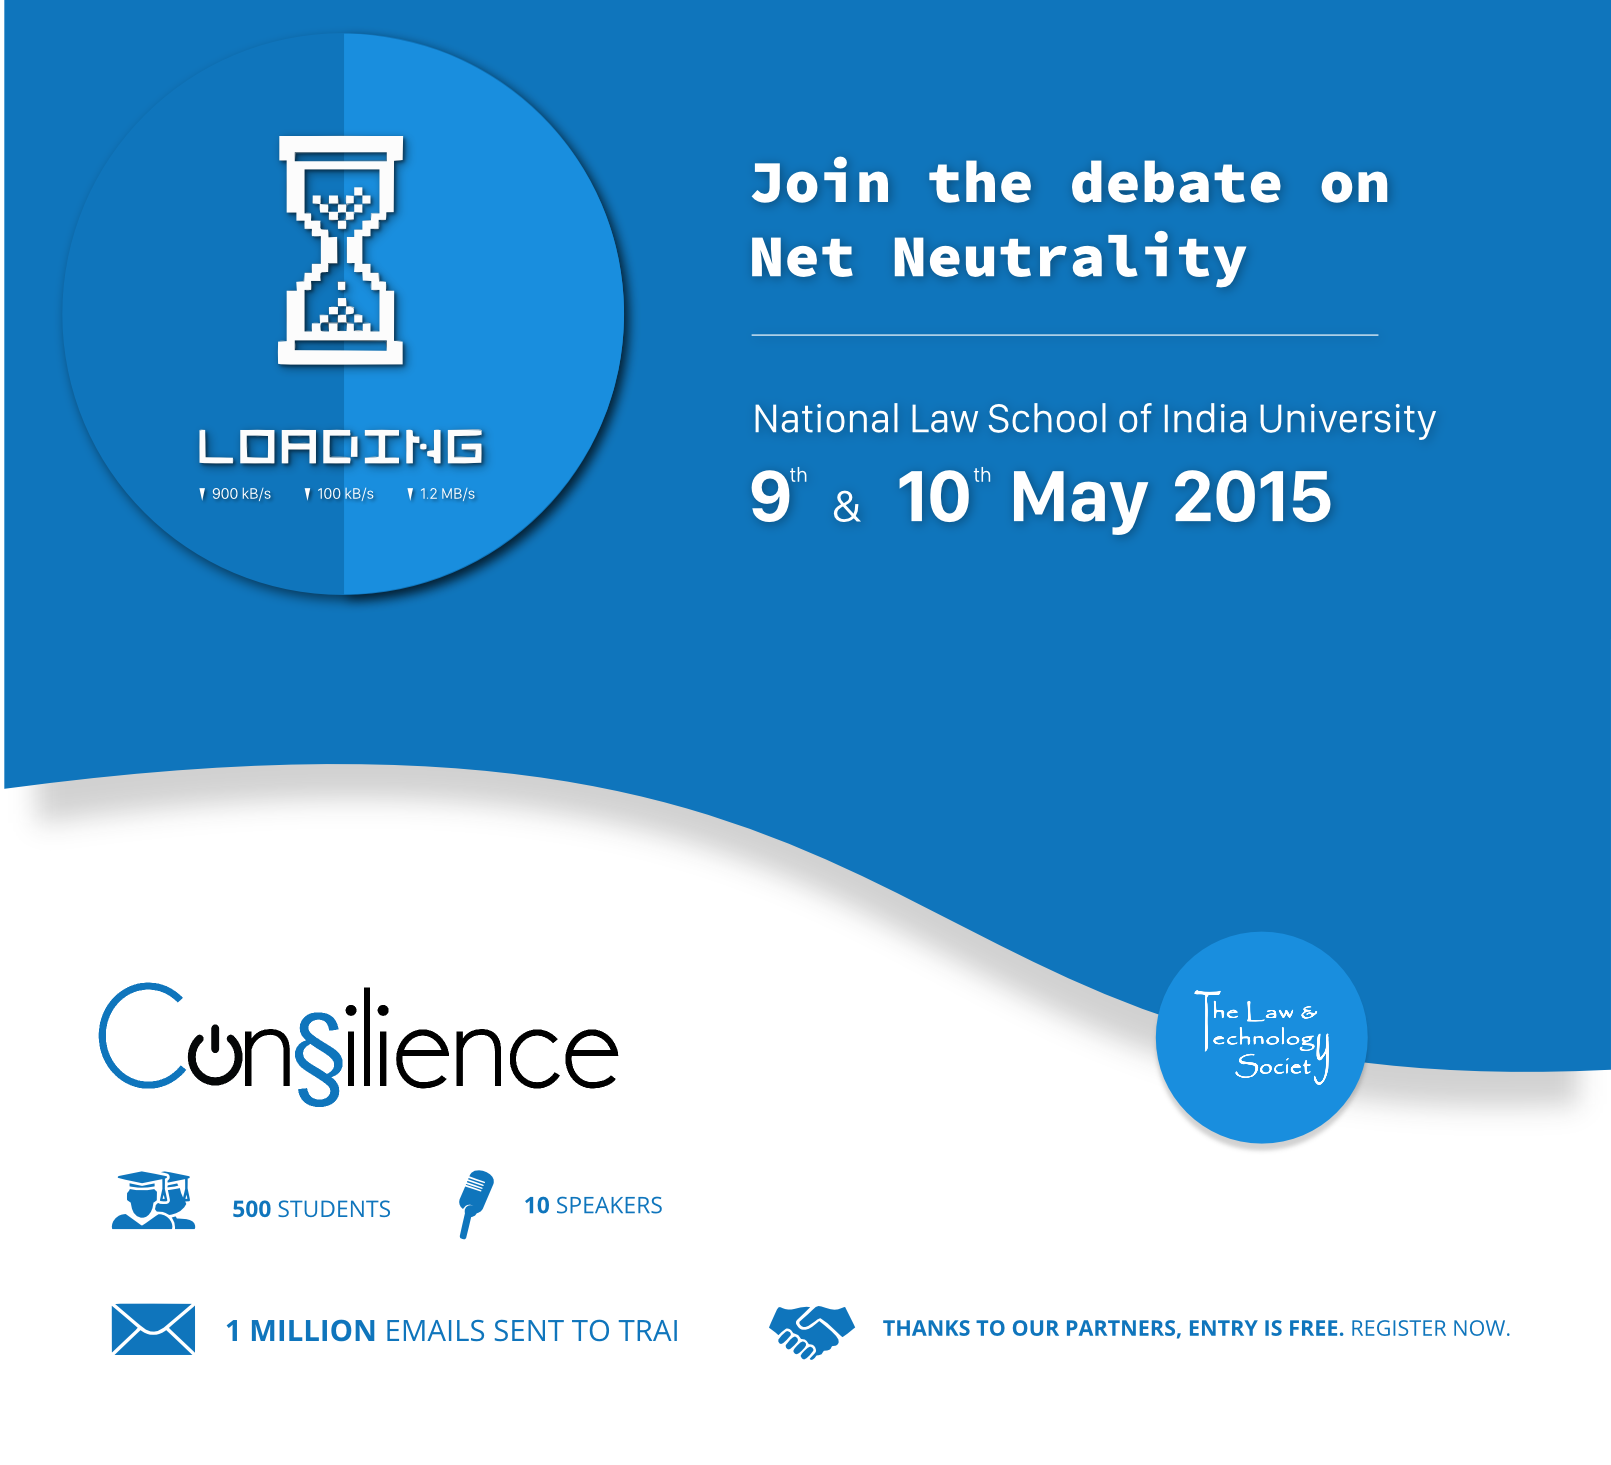 Join the debate on
Net Neutrality
LOADING
900 kB/s 100 kB/s 1.2 MB/s
National Law School of India University
9th & 10th May 2015
The Law &
Technology
Society
Consilience
500 STUDENTS
10 SPEAKERS
1 MILLION EMAILS SENT TO TRAI
THANKS TO OUR PARTNERS, ENTRY IS FREE. REGISTER NOW.